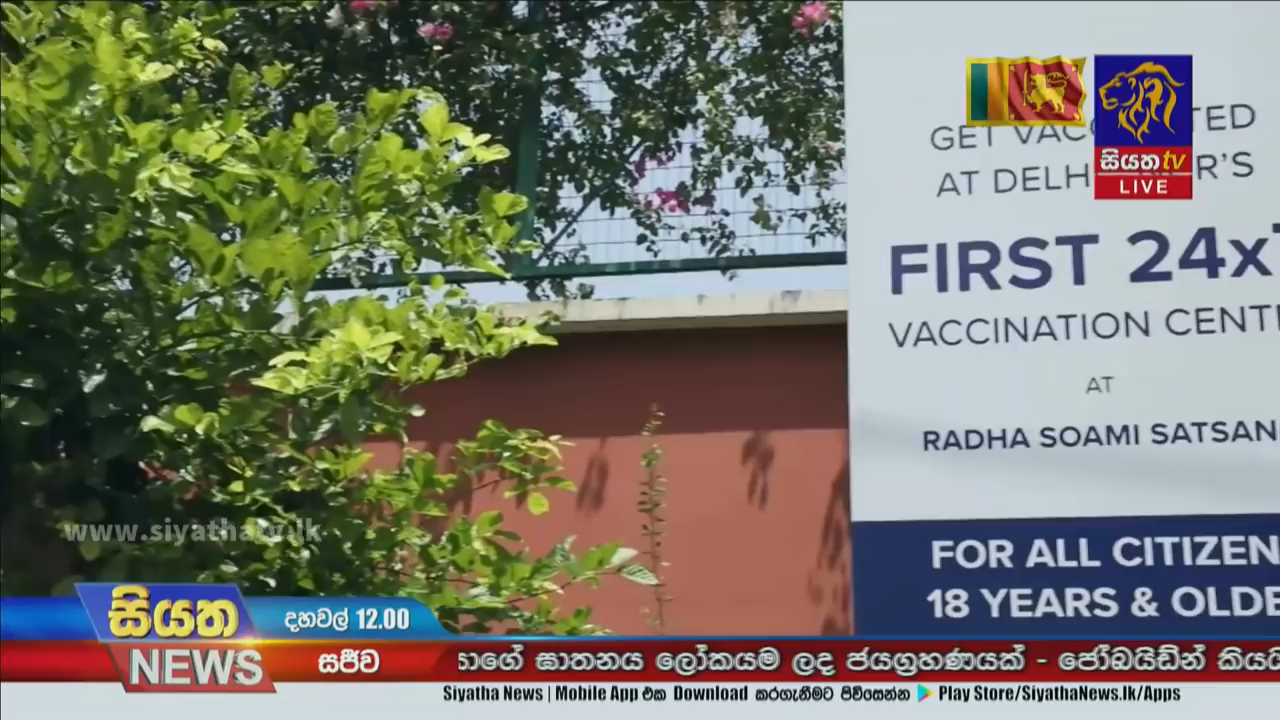 GET VAC TED
AT DELH R'S
FIRST 24x7
VACCINATION CENT
AT
RADHA SOAMI SATSAN
FOR ALL CITIZEN
18 YEARS & OLDE
සියත tv
LIVE
www.siyathatv.lk
සියත
NEWS
දහවල් 12.00
සජීව
ඝාතනය ලෝකයම ලද ජයග්‍රහණයක් - ජෝබයිඩ්න්
Siyatha News | Mobile App එක Download කරගැනීමට පිවිසෙන්න Play Store/SiyathaNews.lk/Apps